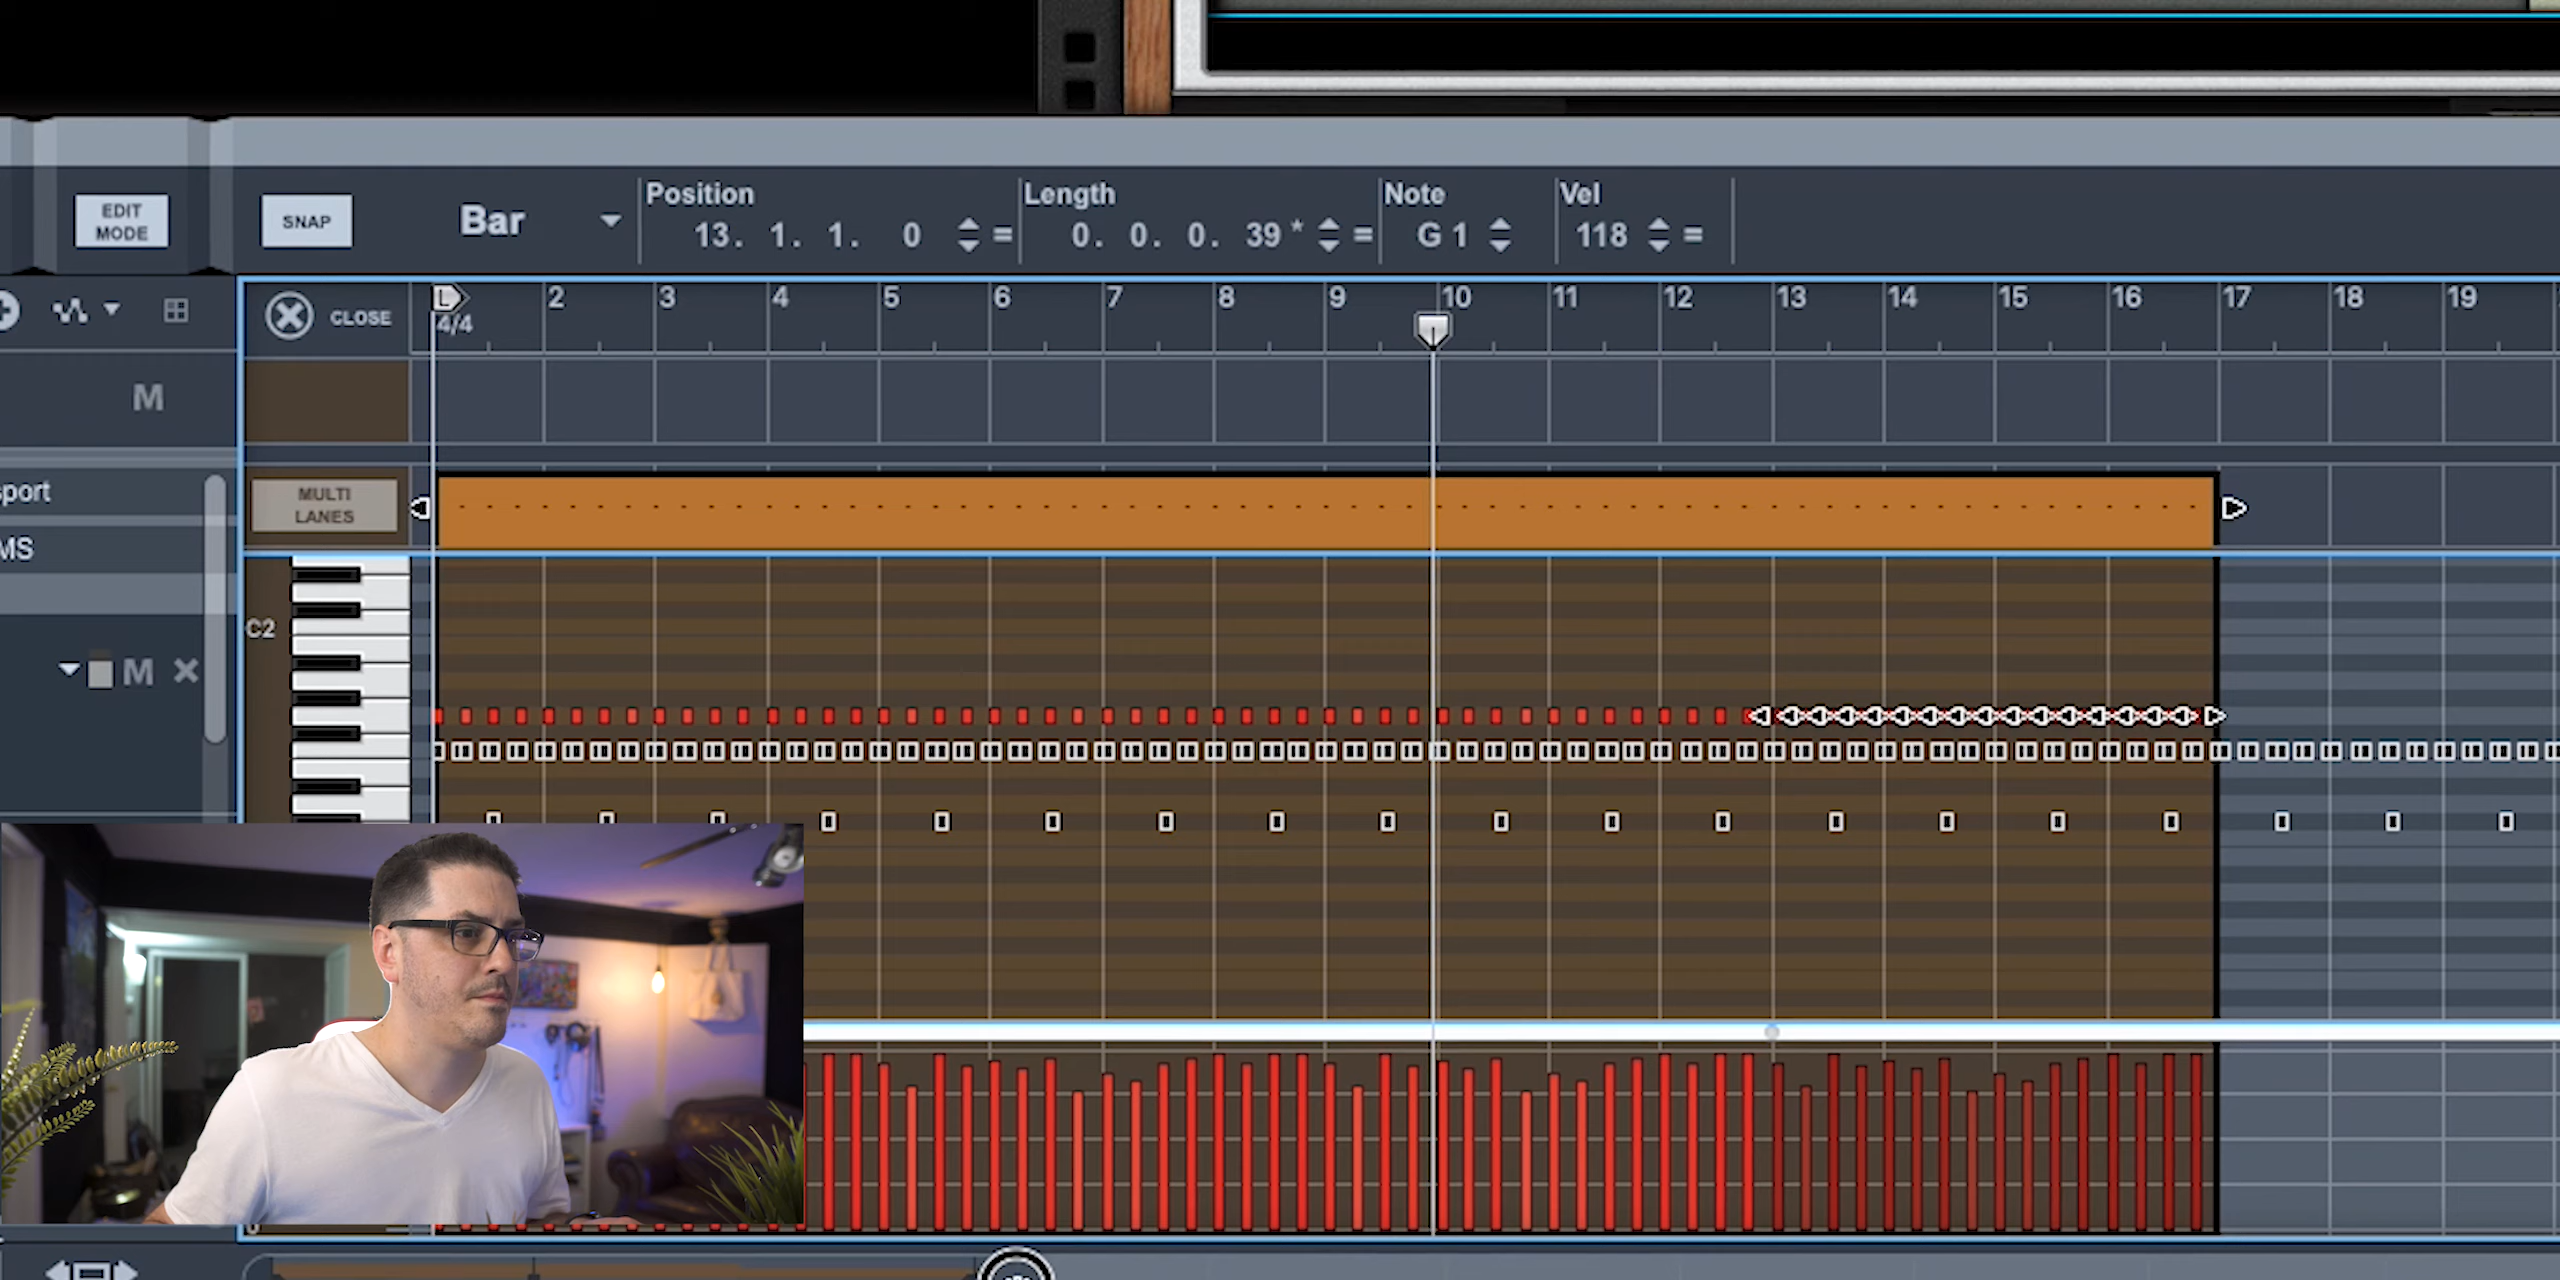 EDIT
MODE
SNAP
Bar
Position
13. 1. 1. 0
=
Length
0. 0. 0. 39 *
=
Note
G 1
Vel
118
=
CLOSE
L
4/4
2 3 4 5 6 7 8 9 10 11 12 13 14 15 16 17 18 19
M
port
MULTI
LANES
MS
C2
M